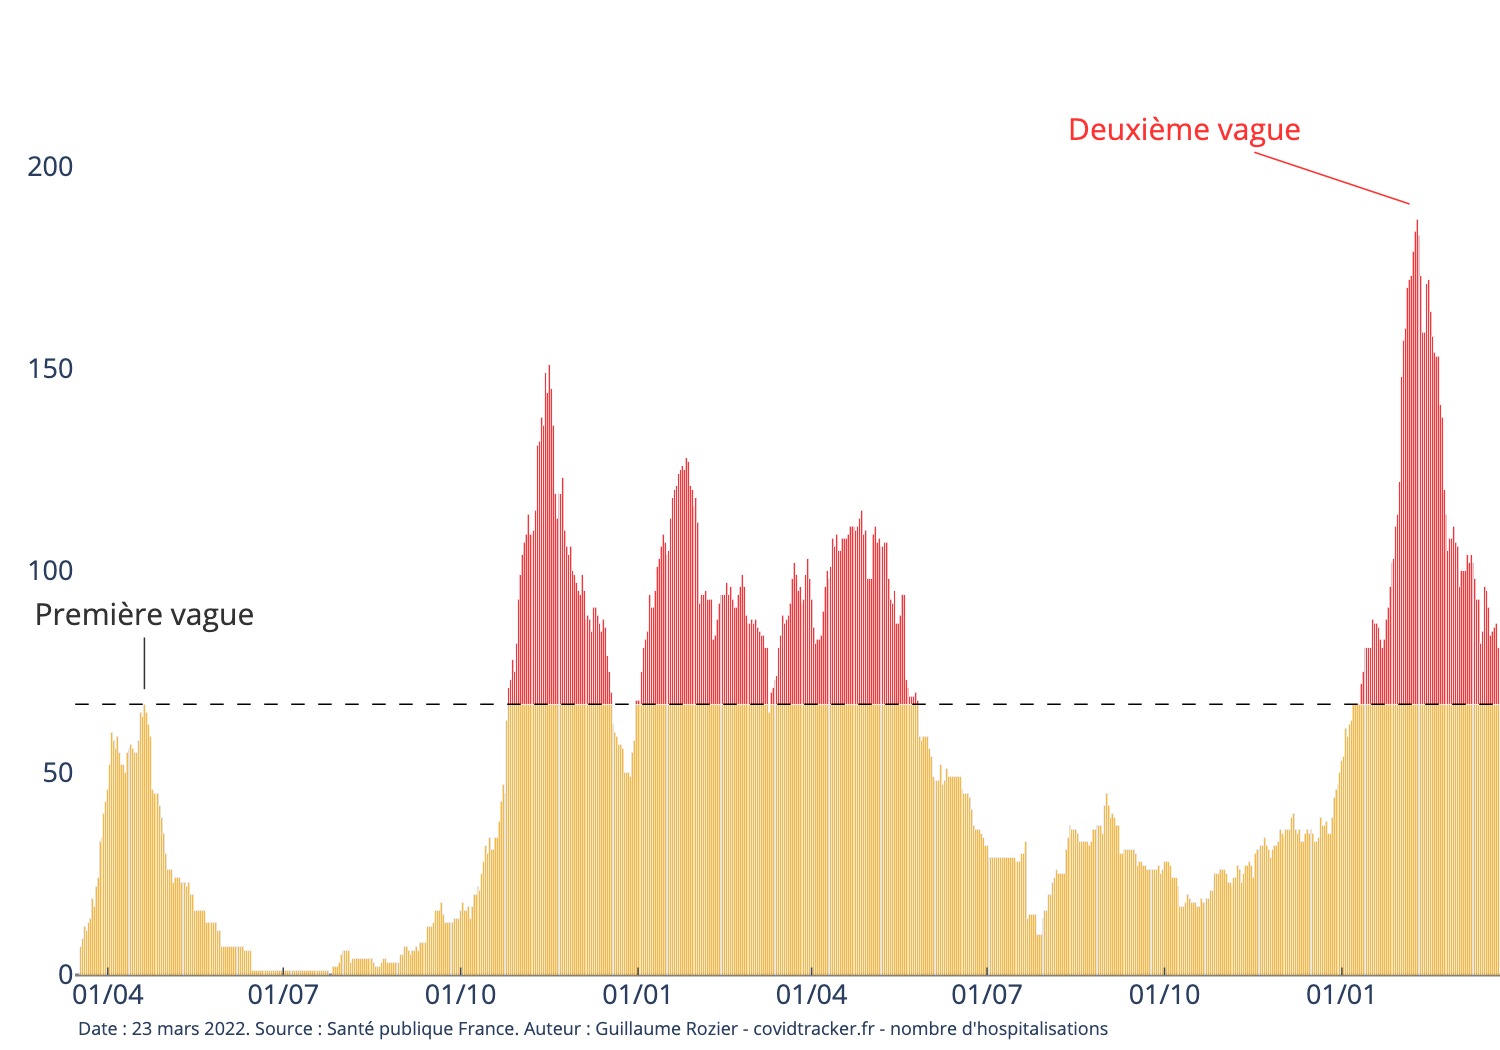 Deuxième vague
200
150
100
Première vague
50
0
01/04 01/07 01/10 01/01 01/04 01/07 01/10 01/01
Date : 23 mars 2022. Source : Santé publique France. Auteur : Guillaume Rozier - covidtracker.fr - nombre d'hospitalisations